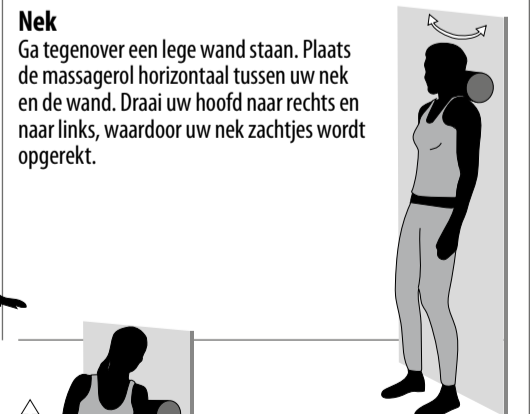 Nek
Ga tegenover een lege wand staan. Plaats
de massagerol horizontaal tussen uw nek
en de wand. Draai uw hoofd naar rechts en
naar links, waardoor uw nek zachtjes wordt
opgerekt.